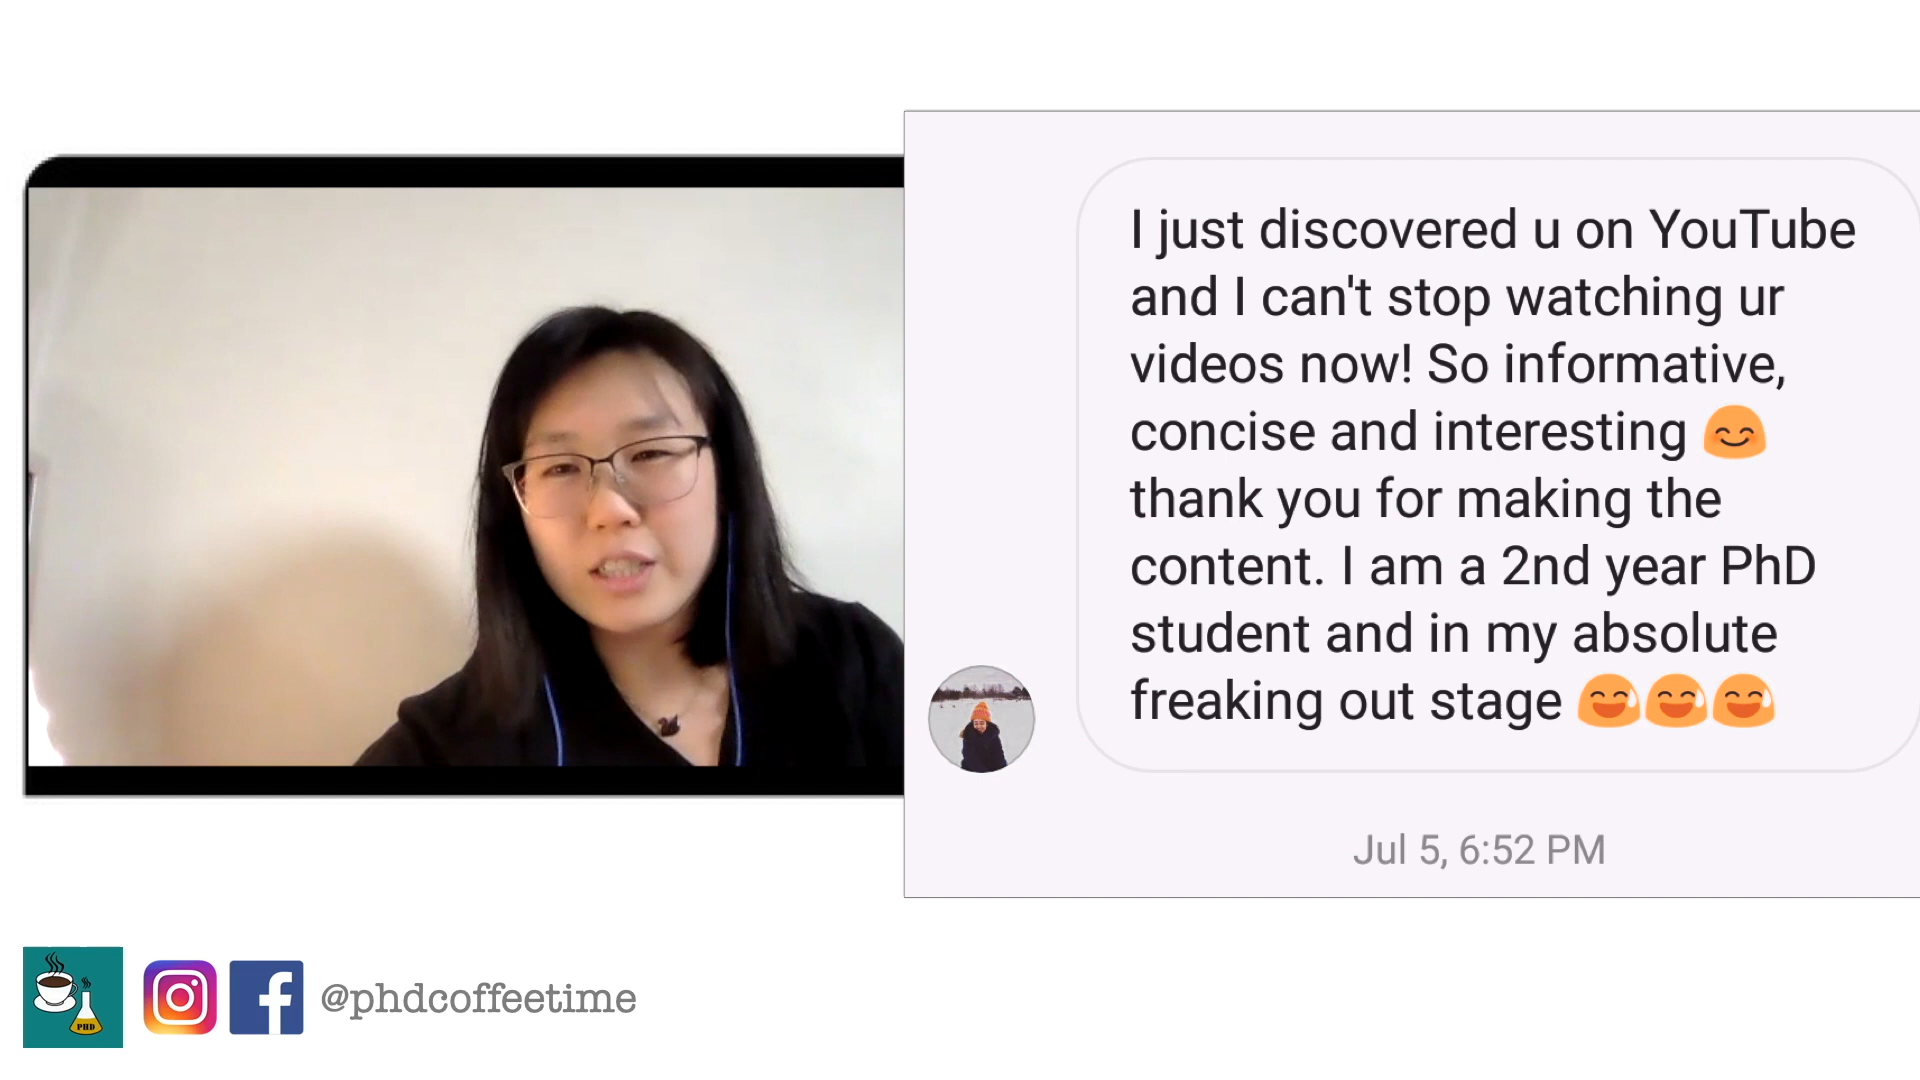 I just discovered u on YouTube
and I can't stop watching ur
videos now! So informative,
concise and interesting 😊
thank you for making the
content. I am a 2nd year PhD
student and in my absolute
freaking out stage 😅😅😅
Jul 5, 6:52 PM
PHD
@phdcoffeetime